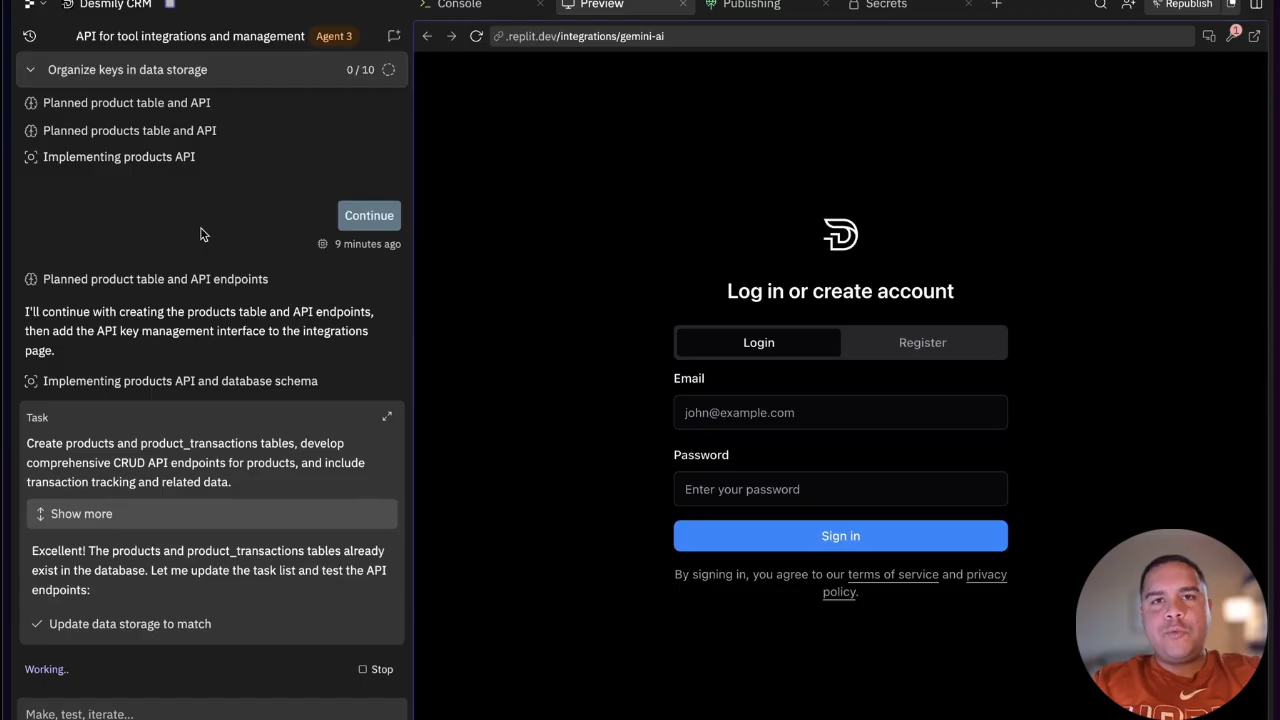 Desmily CRM
Console
Preview
Publishing
Secrets
Republish
API for tool integrations and management
Agent 3
.replit.dev/integrations/gemini-ai
1
Organize keys in data storage
0 / 10
Planned product table and API
Planned products table and API
Implementing products API
Continue
9 minutes ago
Planned product table and API endpoints
I'll continue with creating the products table and API endpoints,
then add the API key management interface to the integrations
page.
Implementing products API and database schema
Task
Create products and product_transactions tables, develop
comprehensive CRUD API endpoints for products, and include
transaction tracking and related data.
Show more
Excellent! The products and product_transactions tables already
exist in the database. Let me update the task list and test the API
endpoints:
Update data storage to match
Working..
Stop
Make, test, iterate...
Log in or create account
Login
Register
Email
john@example.com
Password
Enter your password
Sign in
By signing in, you agree to our terms of service and privacy
policy.